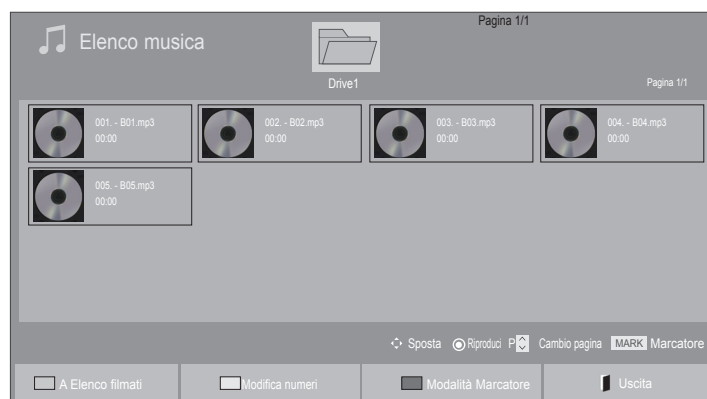 Pagina 1/1
Elenco musica
Drive1
Pagina 1/1
001. - B01.mp3
00:00
002. - B02.mp3
00:00
003. - B03.mp3
00:00
004. - B04.mp3
00:00
005. - B05.mp3
00:00
Sposta Riproduci P Cambio pagina MARK Marcatore
A Elenco filmati Modifica numeri Modalità Marcatore Uscita